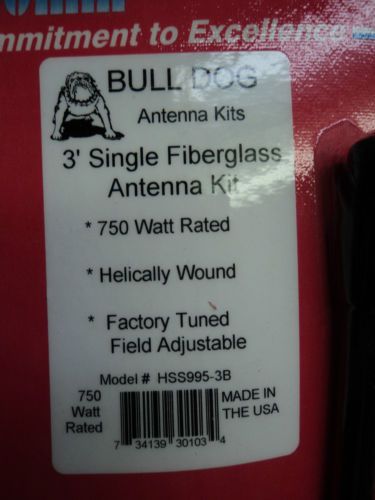 Commitment to Excellence
BULL DOG
Antenna Kits
3' Single Fiberglass
Antenna Kit
* 750 Watt Rated
* Helically Wound
* Factory Tuned
Field Adjustable
Model # HSS995-3B
750
Watt
Rated
MADE IN
THE USA
7 34139 30103 4